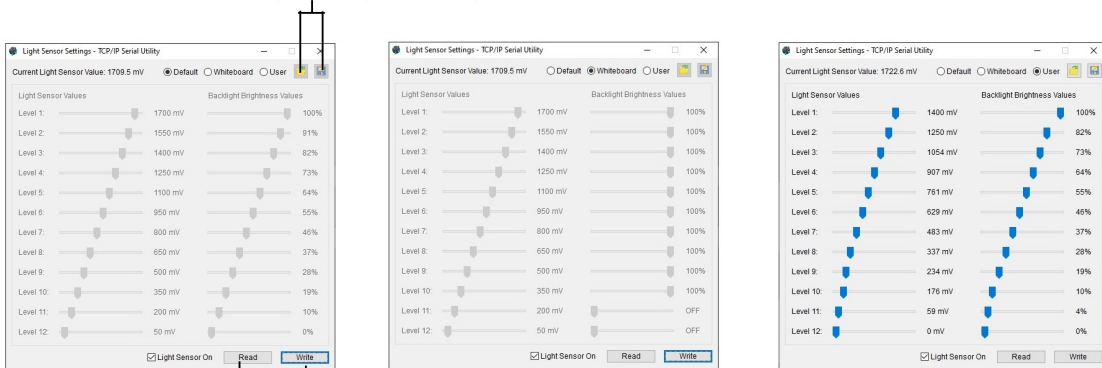 Light Sensor Settings - TCP/IP Serial Utility
Current Light Sensor Value: 1709.5 mV Default Whiteboard User
Light Sensor Values Backlight Brightness Values
Level 1: 1700 mV 100%
Level 2: 1550 mV 91%
Level 3: 1400 mV 82%
Level 4: 1250 mV 73%
Level 5: 1100 mV 64%
Level 6: 950 mV 55%
Level 7: 800 mV 46%
Level 8: 650 mV 37%
Level 9: 500 mV 28%
Level 10: 350 mV 19%
Level 11: 200 mV 10%
Level 12: 50 mV 0%
Light Sensor On Read Write
Light Sensor Settings - TCP/IP Serial Utility
Current Light Sensor Value: 1709.5 mV Default Whiteboard User
Light Sensor Values Backlight Brightness Values
Level 1: 1700 mV 100%
Level 2: 1550 mV 100%
Level 3: 1400 mV 100%
Level 4: 1250 mV 100%
Level 5: 1100 mV 100%
Level 6: 950 mV 100%
Level 7: 800 mV 100%
Level 8: 650 mV 100%
Level 9: 500 mV 100%
Level 10: 350 mV 100%
Level 11: 200 mV OFF
Level 12: 50 mV OFF
Light Sensor On Read Write
Light Sensor Settings - TCP/IP Serial Utility
Current Light Sensor Value: 1722.6 mV Default Whiteboard User
Light Sensor Values Backlight Brightness Values
Level 1: 1400 mV 100%
Level 2: 1250 mV 82%
Level 3: 1054 mV 73%
Level 4: 907 mV 64%
Level 5: 761 mV 55%
Level 6: 629 mV 46%
Level 7: 483 mV 37%
Level 8: 337 mV 28%
Level 9: 234 mV 19%
Level 10: 176 mV 10%
Level 11: 59 mV 4%
Level 12: 0 mV 0%
Light Sensor On Read Write